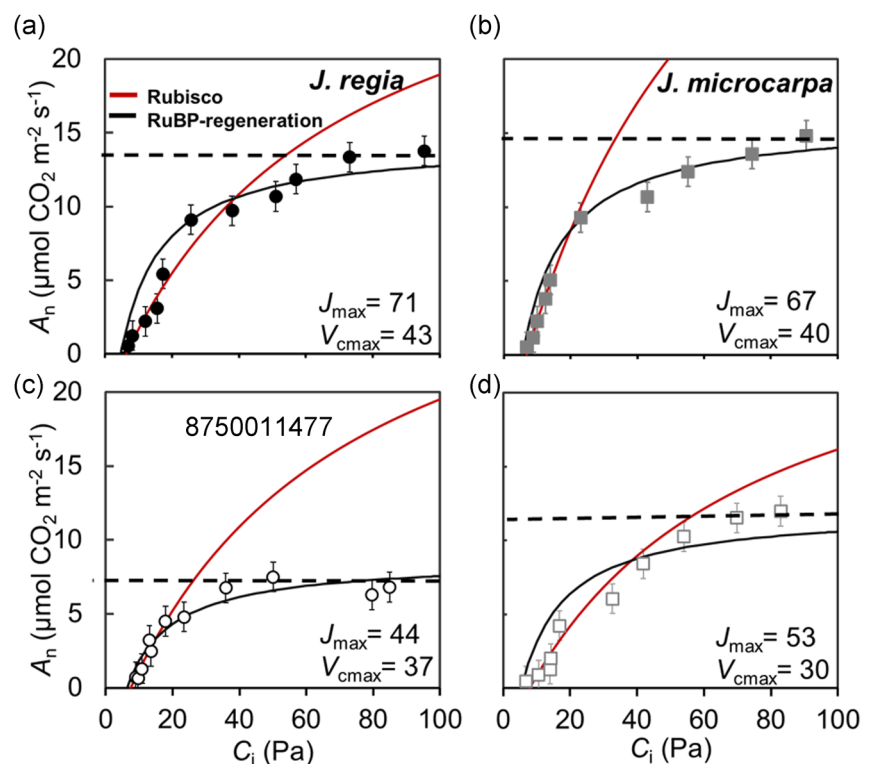 (a)
(b)
20
15
10
5
0
Rubisco
RuBP-regeneration
J. regia
J. microcarpa
Jmax= 71
Vcmax= 43
Jmax= 67
Vcmax= 40
An (µmol CO2 m-2 s-1)
(c)
(d)
20
15
10
5
0
8750011477
Jmax= 44
Vcmax= 37
Jmax= 53
Vcmax= 30
An (µmol CO2 m-2 s-1)
0 20 40 60 80 100
0 20 40 60 80 100
Ci (Pa)
Ci (Pa)